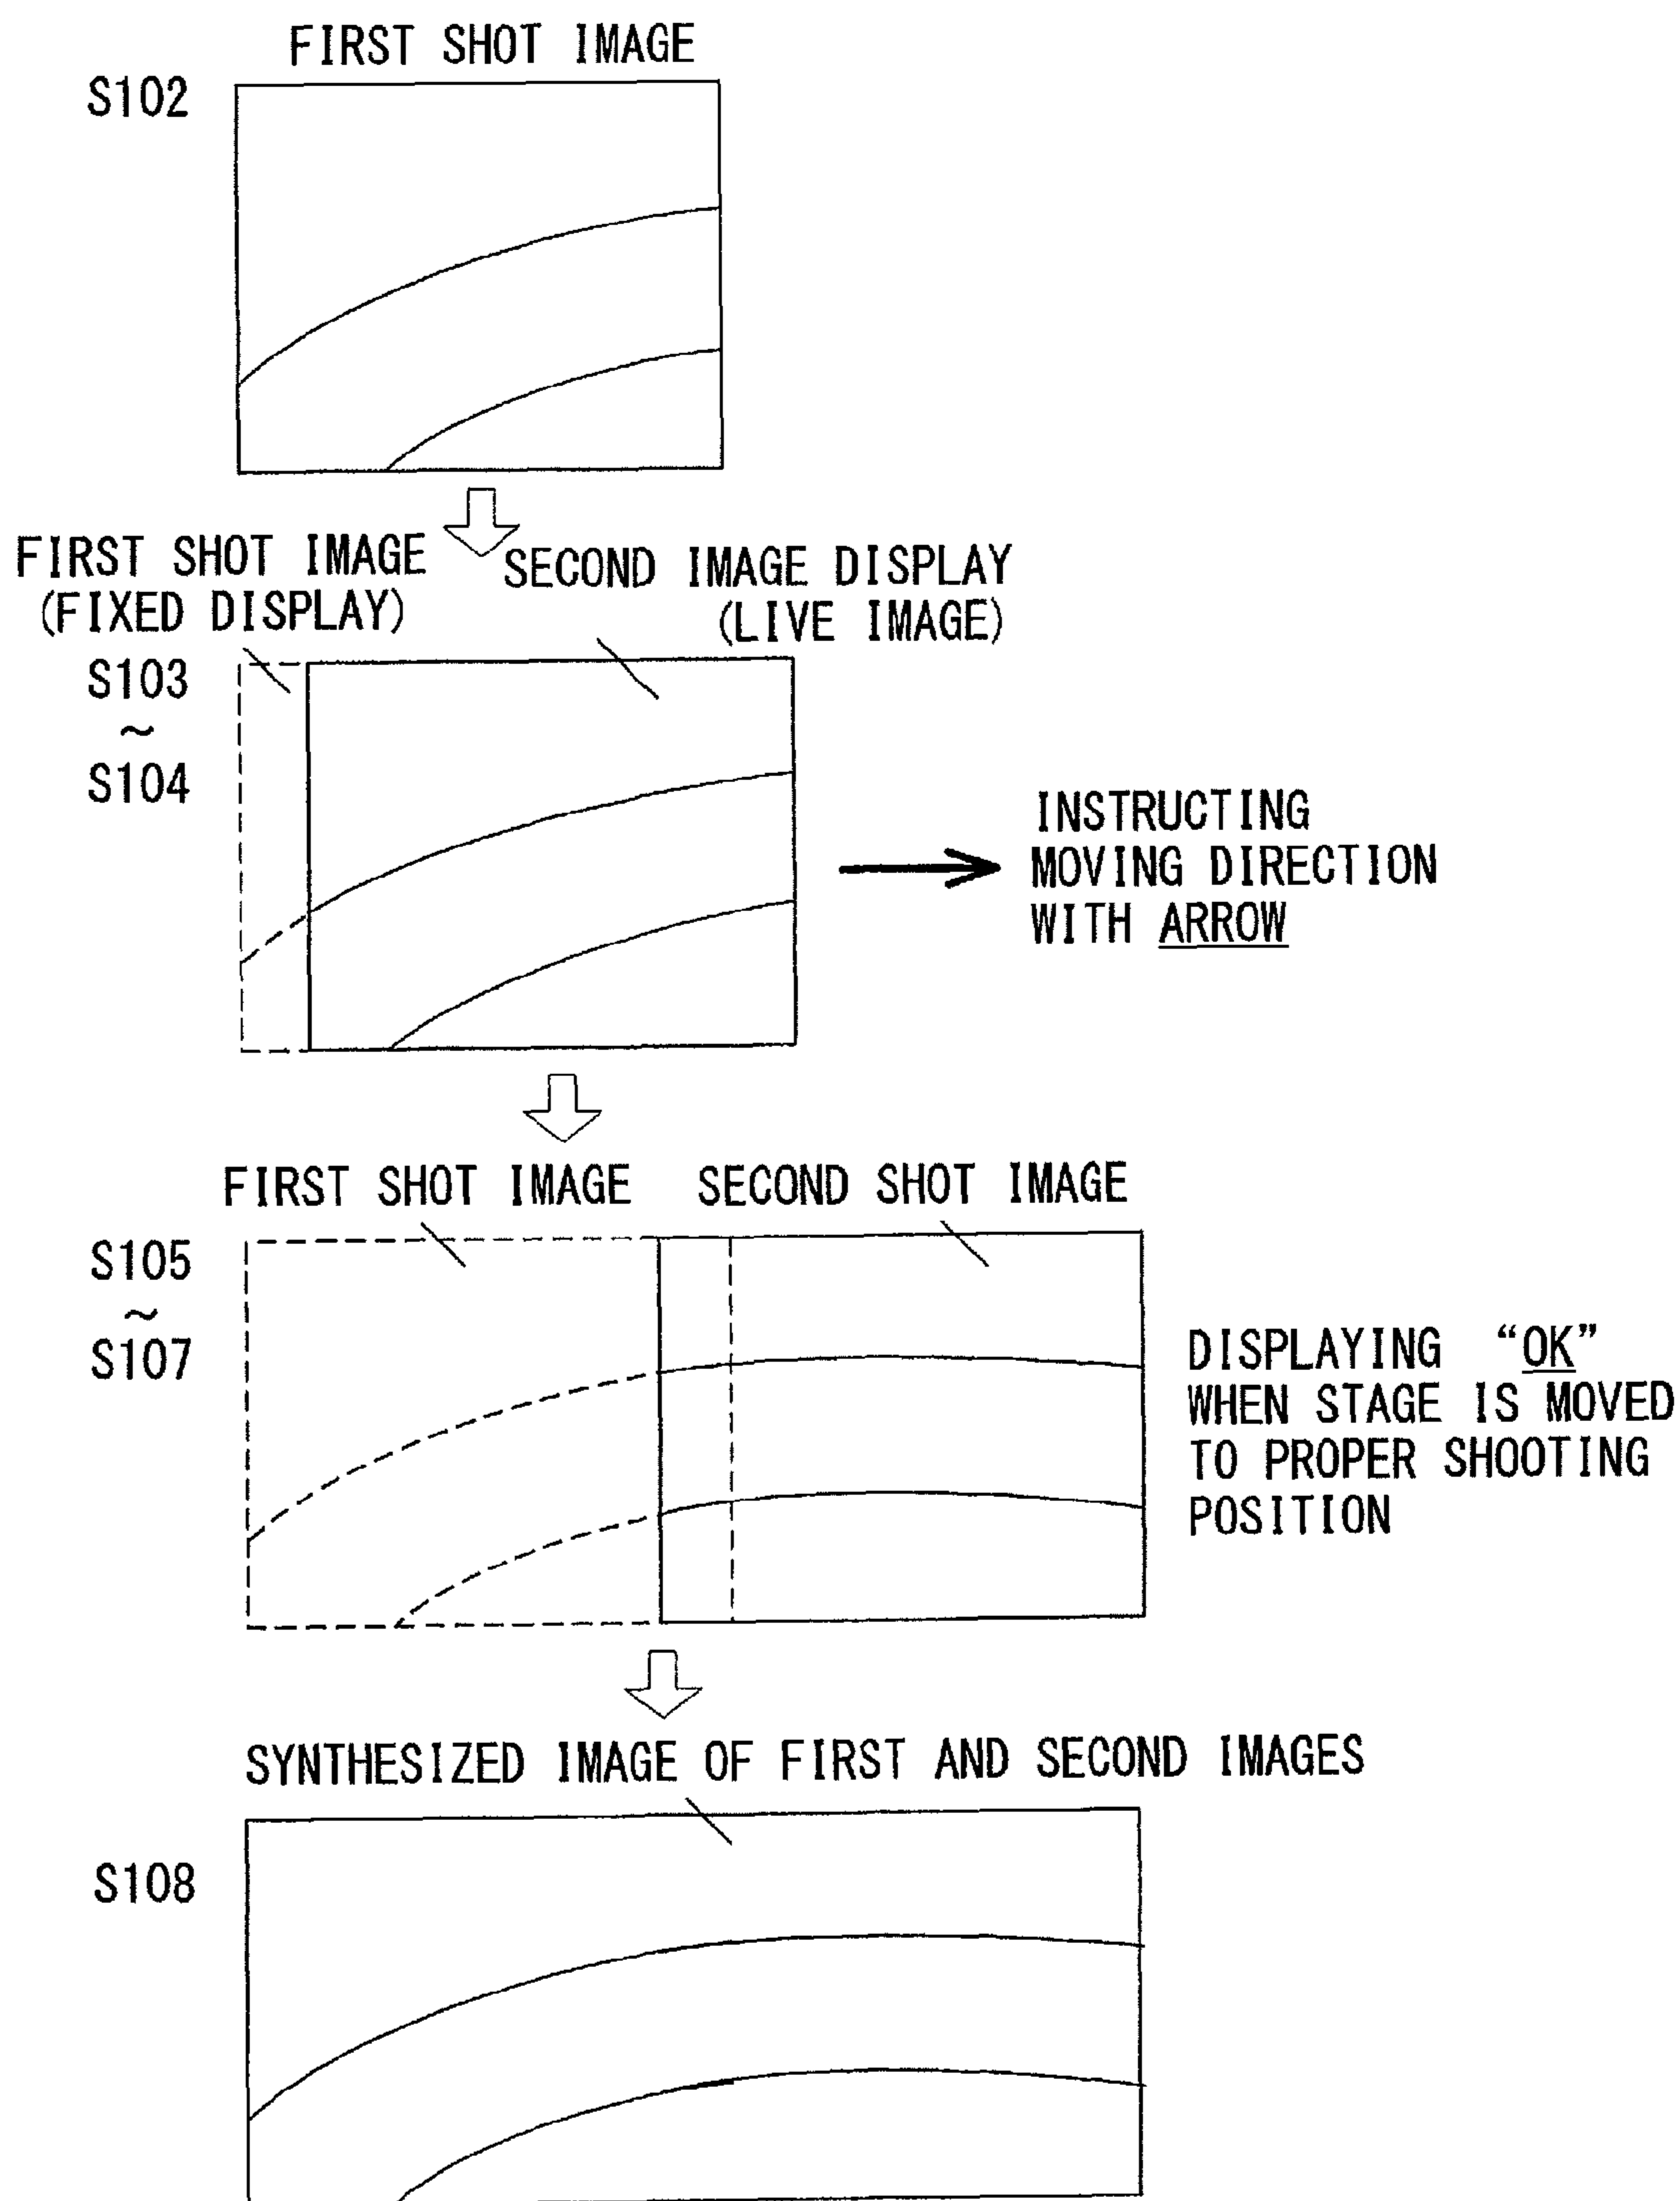 FIRST SHOT IMAGE
S102
FIRST SHOT IMAGE
(FIXED DISPLAY)
SECOND IMAGE DISPLAY
(LIVE IMAGE)
S103
~
S104
INSTRUCTING
MOVING DIRECTION
WITH ARROW
FIRST SHOT IMAGE
SECOND SHOT IMAGE
S105
~
S107
DISPLAYING “OK”
WHEN STAGE IS MOVED
TO PROPER SHOOTING
POSITION
SYNTHESIZED IMAGE OF FIRST AND SECOND IMAGES
S108